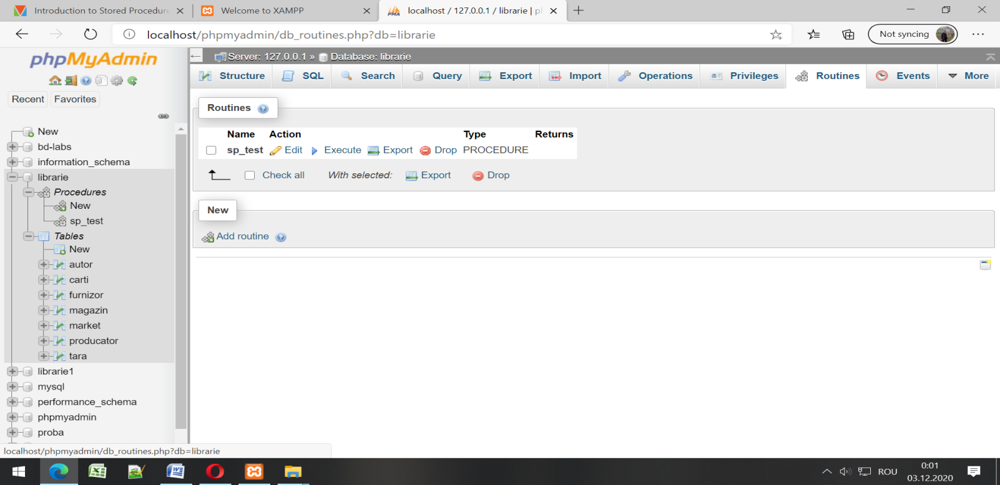 Introduction to Stored Procedure
Welcome to XAMPP
localhost / 127.0.0.1 / librarie | p
localhost/phpmyadmin/db_routines.php?db=librarie
Not syncing
phpMyAdmin
Recent
Favorites
New
bd-labs
information_schema
librarie
Procedures
New
sp_test
Tables
New
autor
carti
furnizor
magazin
market
producator
tara
librarie1
mysql
performance_schema
phpmyadmin
proba
localhost/phpmyadmin/db_routines.php?db=librarie
Server: 127.0.0.1 » Database: librarie
Structure SQL Search Query Export Import Operations Privileges Routines Events More
Routines
Name Action Type Returns
sp_test Edit Execute Export Drop PROCEDURE
Check all With selected: Export Drop
New
Add routine
ROU
0:01
03.12.2020